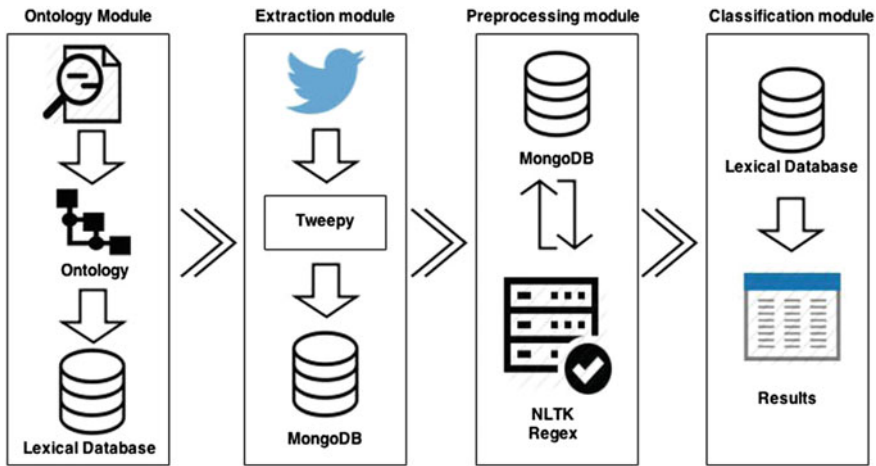 Ontology Module
Extraction module
Preprocessing module
Classification module
Ontology
Lexical Database
Tweepy
MongoDB
MongoDB
NLTK
Regex
Lexical Database
Results